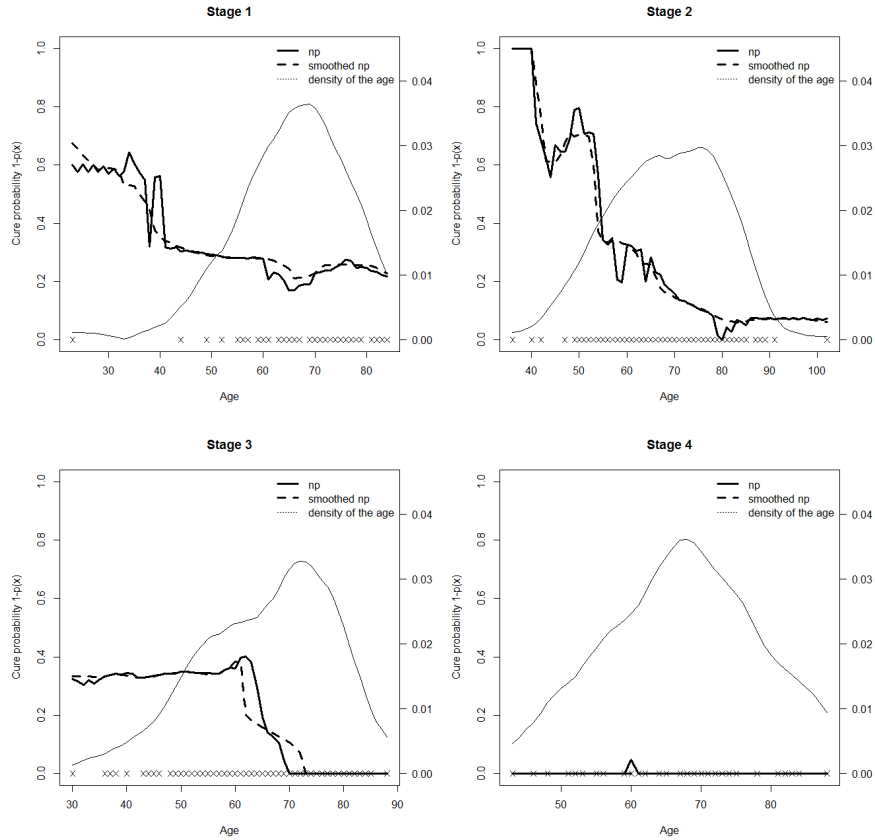 Stage 1
np
smoothed np
density of the age
Cure probability 1-p(x)
0.0
0.2
0.4
0.6
0.8
1.0
0.00
0.01
0.02
0.03
0.04
30 40 50 60 70 80
Age
Stage 2
np
smoothed np
density of the age
Cure probability 1-p(x)
0.0
0.2
0.4
0.6
0.8
1.0
0.00
0.01
0.02
0.03
0.04
40 50 60 70 80 90 100
Age
Stage 3
np
smoothed np
density of the age
Cure probability 1-p(x)
0.0
0.2
0.4
0.6
0.8
1.0
0.00
0.01
0.02
0.03
0.04
30 40 50 60 70 80 90
Age
Stage 4
np
smoothed np
density of the age
Cure probability 1-p(x)
0.0
0.2
0.4
0.6
0.8
1.0
0.00
0.01
0.02
0.03
0.04
50 60 70 80
Age